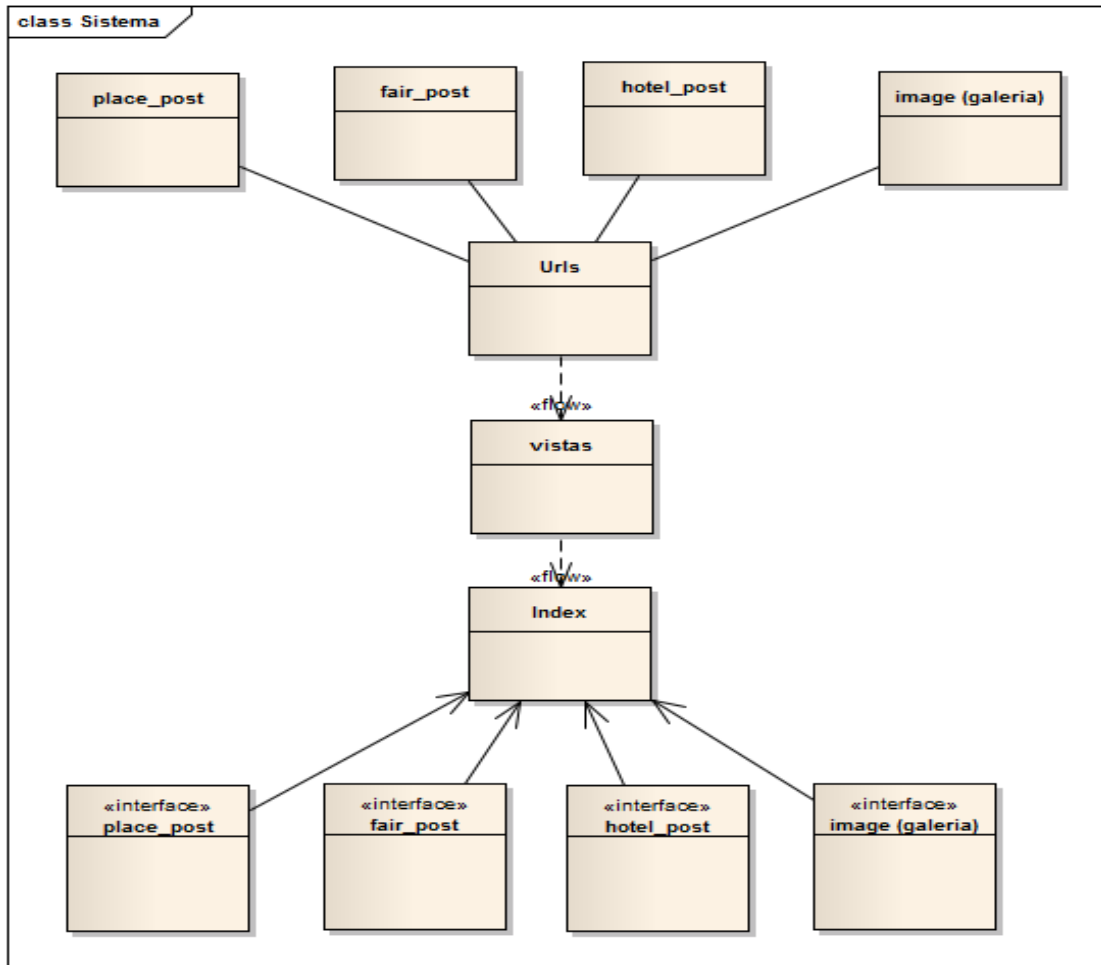 class Sistema
place_post
fair_post
hotel_post
image (galeria)
Urls
«flow»
vistas
«flow»
Index
«interface»
place_post
«interface»
fair_post
«interface»
hotel_post
«interface»
image (galeria)